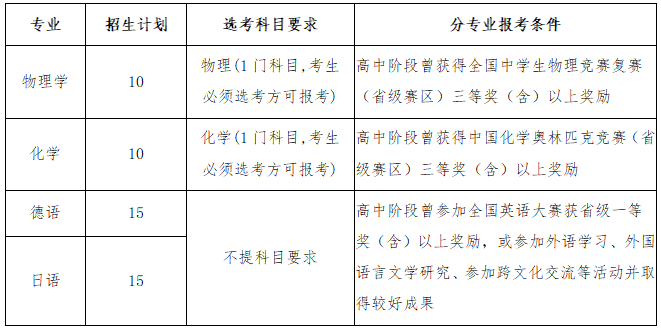 专业 招生计划 选考科目要求 分专业报考条件
物理学 10 物理(1门科目,考生必须选考方可报考) 高中阶段曾获得全国中学生物理竞赛复赛（省级赛区）三等奖（含）以上奖励
化学 10 化学(1门科目,考生必须选考方可报考) 高中阶段曾获得中国化学奥林匹克竞赛（省级赛区）三等奖（含）以上奖励
德语 15 不提科目要求 高中阶段曾参加全国英语大赛获省级一等奖（含）以上奖励，或参加外语学习、外国语言文学研究、参加跨文化交流等活动并取得较好成果
日语 15